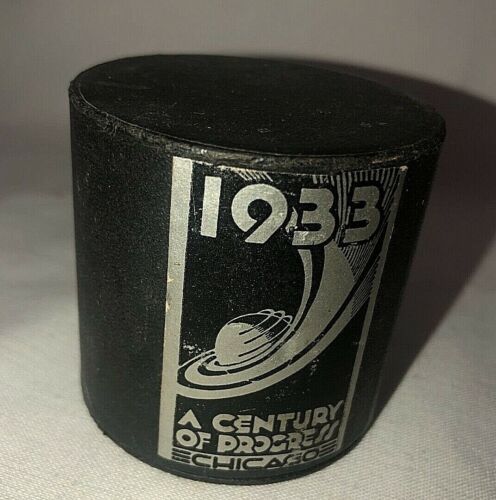 1933
A CENTURY
OF PROGRESS
CHICAGO